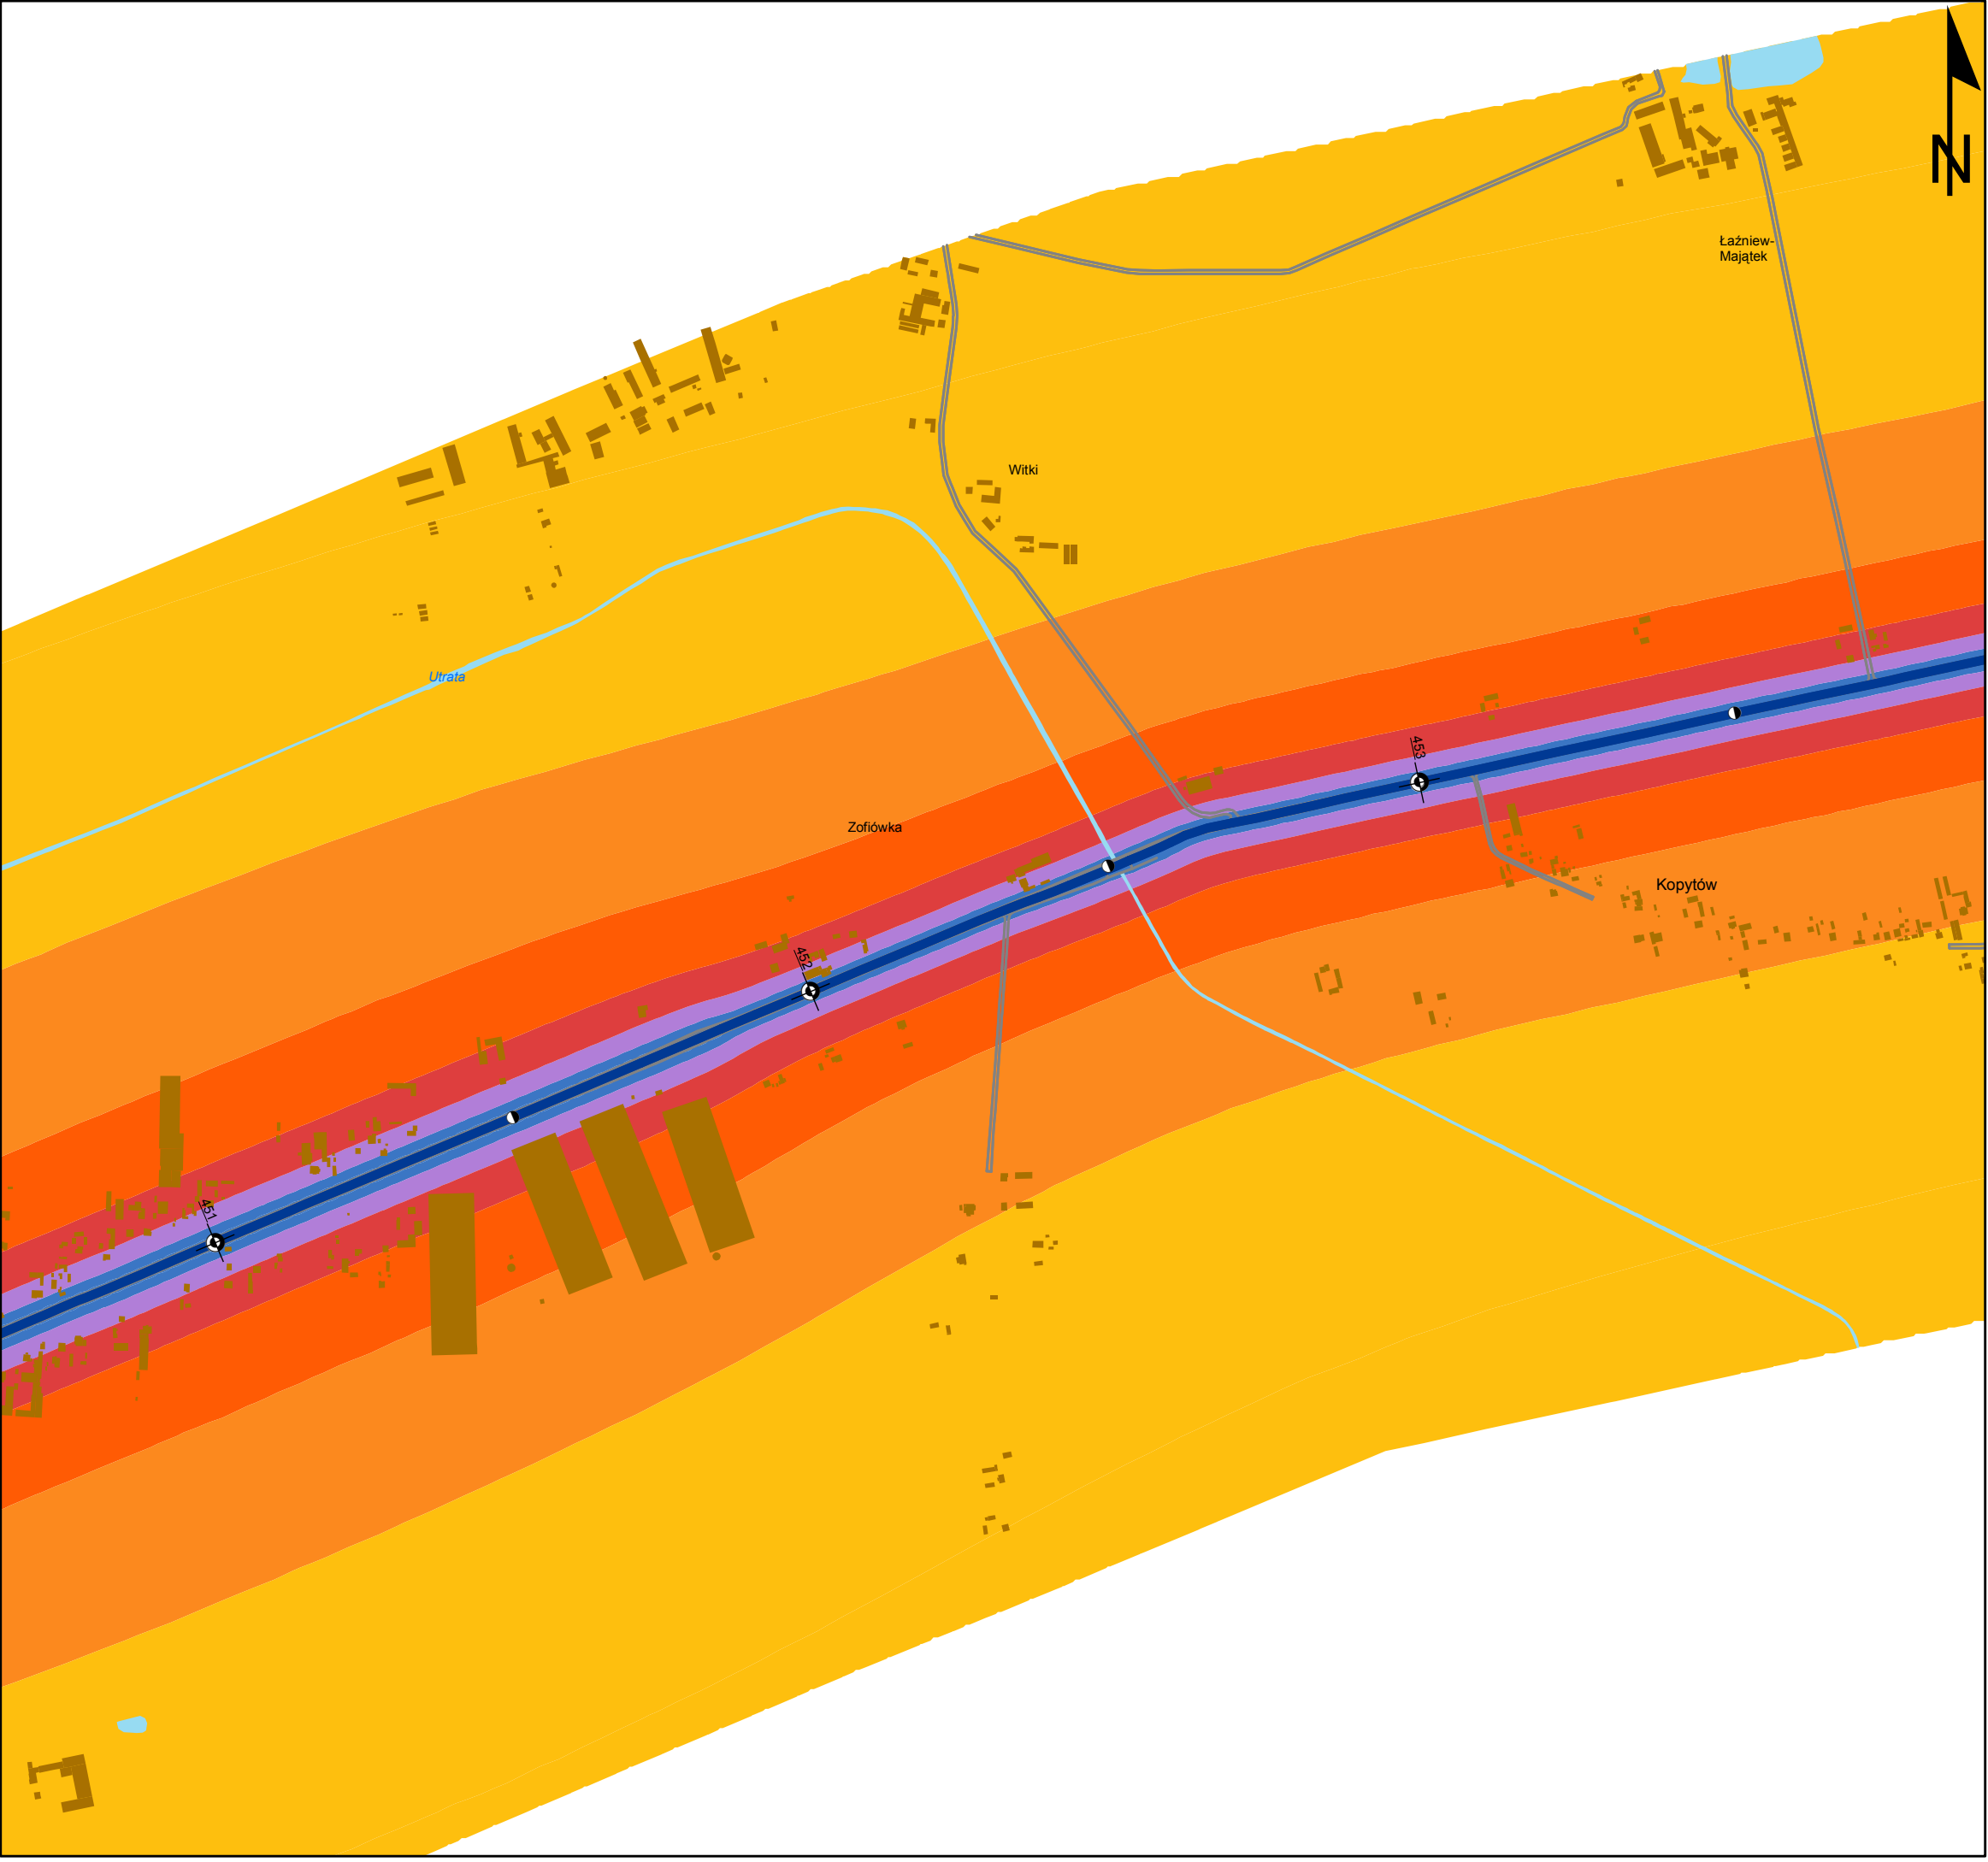 N
Łaźniew-
Majątek
Witki
Utrata
453
Zofiówka
Kopytów
452
451